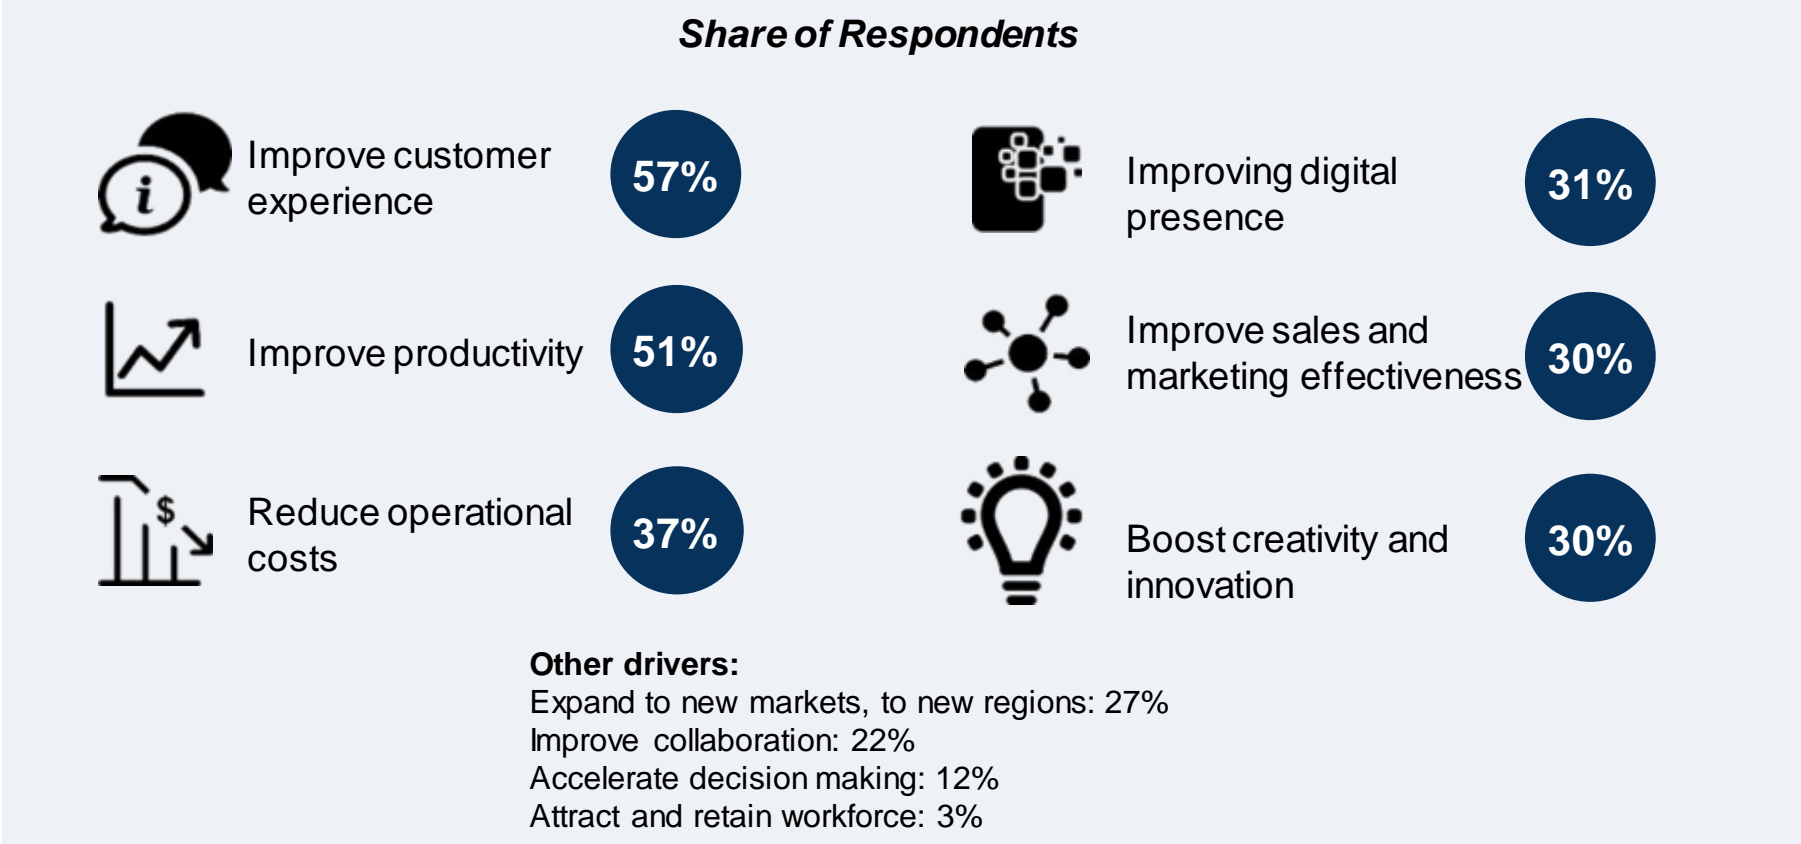 Share of Respondents
Improve customer
experience
57%
Improve productivity
51%
$
Reduce operational
costs
37%
Improving digital
presence
31%
Improve sales and
marketing effectiveness
30%
Boost creativity and
innovation
30%
Other drivers:
Expand to new markets, to new regions: 27%
Improve collaboration: 22%
Accelerate decision making: 12%
Attract and retain workforce: 3%